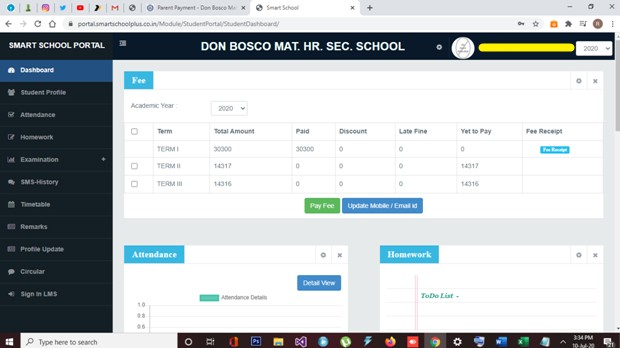 Parent Payment - Don Bosco Mat
Smart School
portal.smartschoolplus.co.in/Module/StudentPortal/StudentDashboard/
SMART SCHOOL PORTAL
DON BOSCO MAT. HR. SEC. SCHOOL
2020
Dashboard
Student Profile
Attendance
Homework
Examination
SMS-History
Timetable
Remarks
Profile Update
Circular
Sign In LMS
Fee
Academic Year :
2020
Term Total Amount Paid Discount Late Fine Yet to Pay Fee Receipt
TERM I 30300 30300 0 0 0 Fee Receipt
TERM II 14317 0 0 0 14317
TERM III 14316 0 0 0 14316
Pay Fee Update Mobile / Email id
Attendance
Detail View
Attendance Details
1.0
0.8
0.6
Homework
ToDo List -
Type here to search
3:34 PM
10-Jul-20